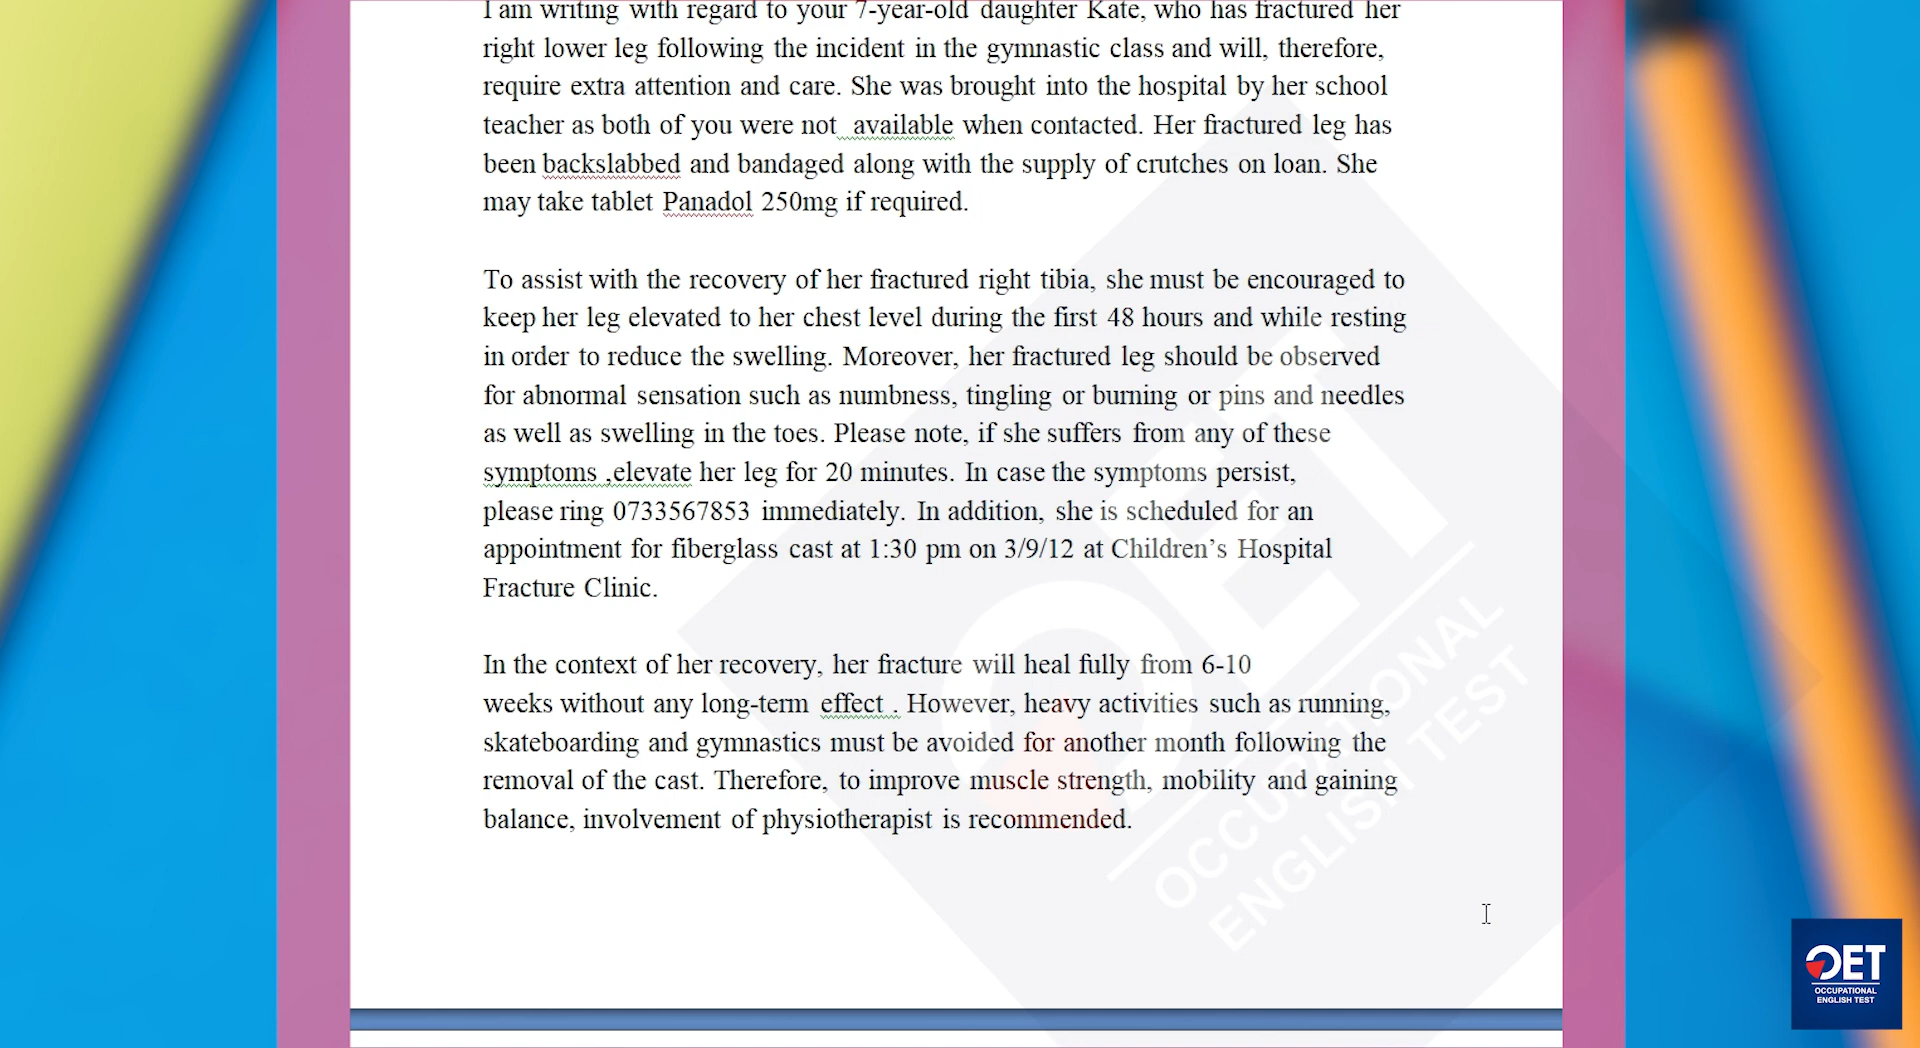 I am writing with regard to your 7-year-old daughter Kate, who has fractured her
right lower leg following the incident in the gymnastic class and will, therefore,
require extra attention and care. She was brought into the hospital by her school
teacher as both of you were not  available when contacted. Her fractured leg has
been backslabbed and bandaged along with the supply of crutches on loan. She
may take tablet Panadol 250mg if required.
To assist with the recovery of her fractured right tibia, she must be encouraged to
keep her leg elevated to her chest level during the first 48 hours and while resting
in order to reduce the swelling. Moreover, her fractured leg should be observed
for abnormal sensation such as numbness, tingling or burning or pins and needles
as well as swelling in the toes. Please note, if she suffers from any of these
symptoms ,elevate her leg for 20 minutes. In case the symptoms persist,
please ring 0733567853 immediately. In addition, she is scheduled for an
appointment for fiberglass cast at 1:30 pm on 3/9/12 at Children’s Hospital
Fracture Clinic.
In the context of her recovery, her fracture will heal fully from 6-10
weeks without any long-term effect . However, heavy activities such as running,
skateboarding and gymnastics must be avoided for another month following the
removal of the cast. Therefore, to improve muscle strength, mobility and gaining
balance, involvement of physiotherapist is recommended.
OET
OCCUPATIONAL
ENGLISH TEST
OET
OCCUPATIONAL
ENGLISH TEST